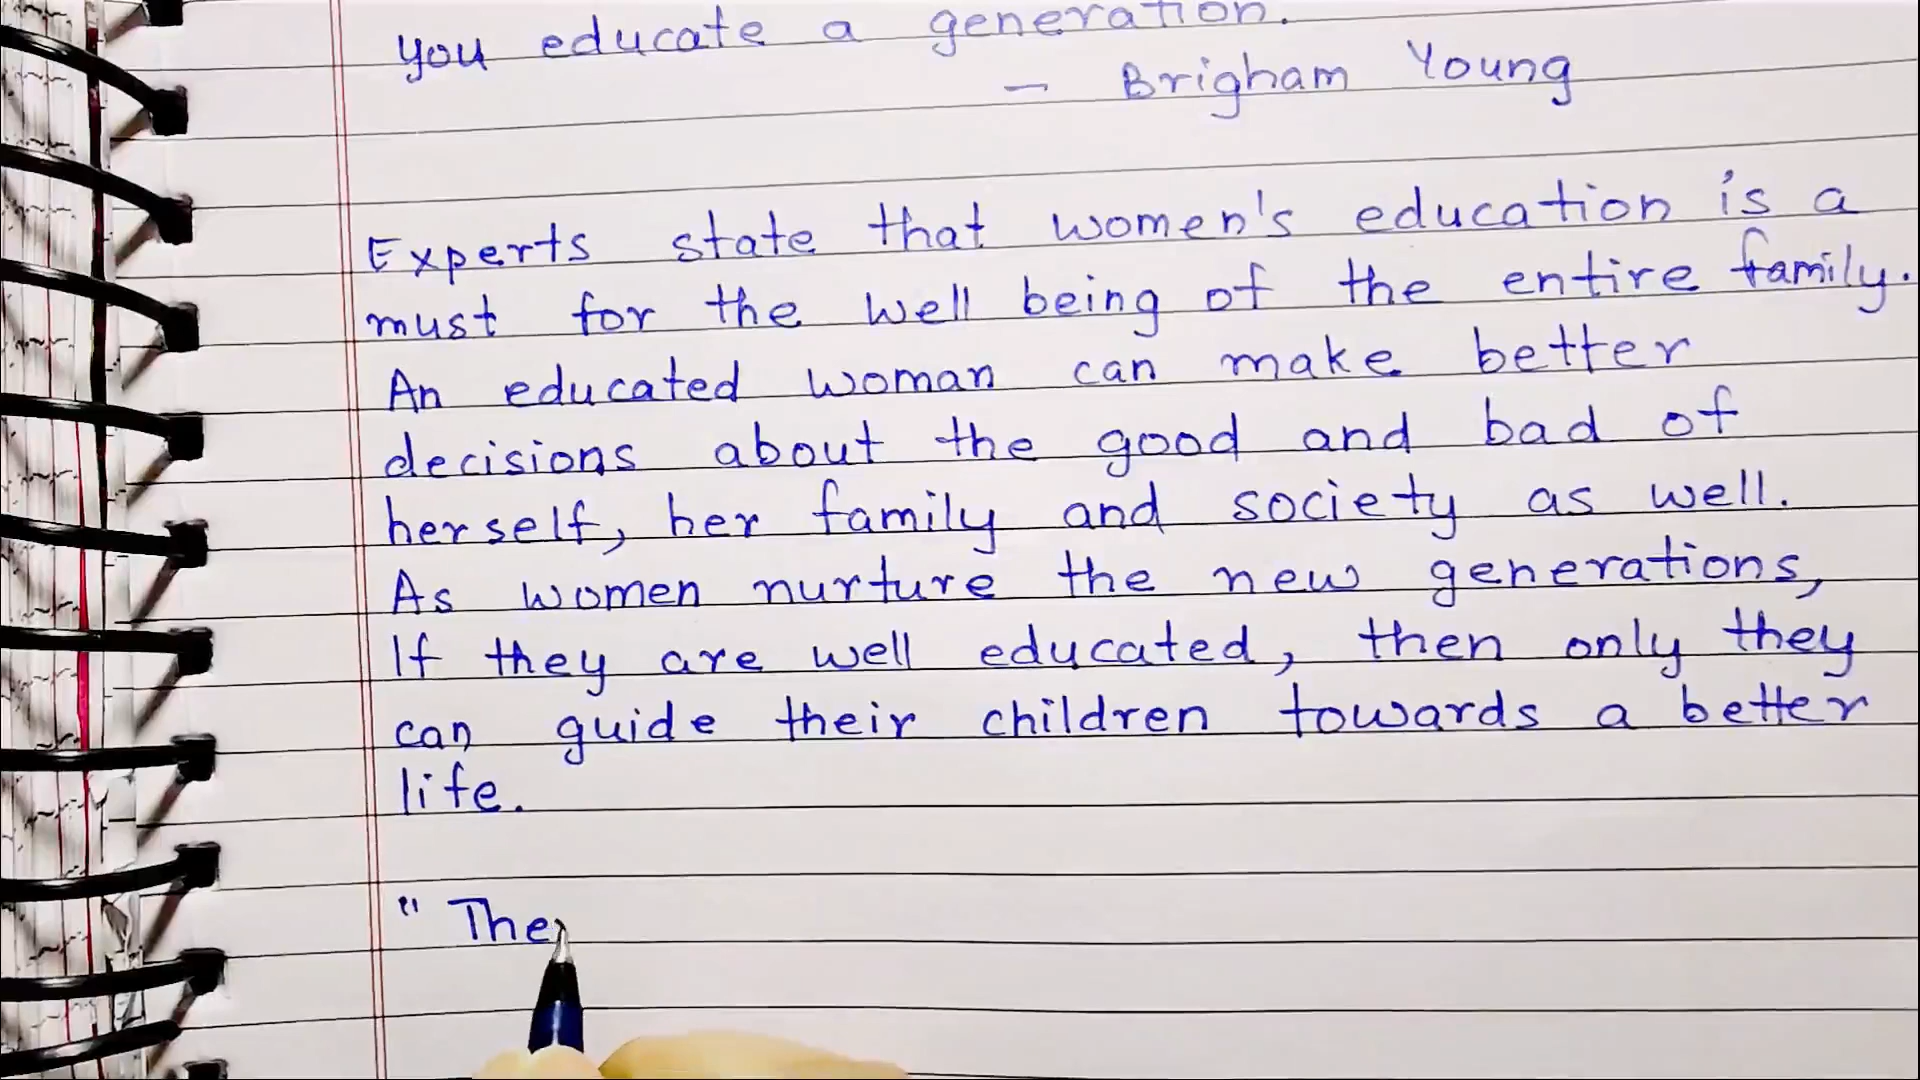 you educate a generation.
— Brigham Young
Experts state that women's education is a
must for the well being of the entire family.
An educated woman can make better
decisions about the good and bad of
herself, her family and society as well.
As women nurture the new generations,
If they are well educated, then only they
can guide their children towards a better
life.
" The